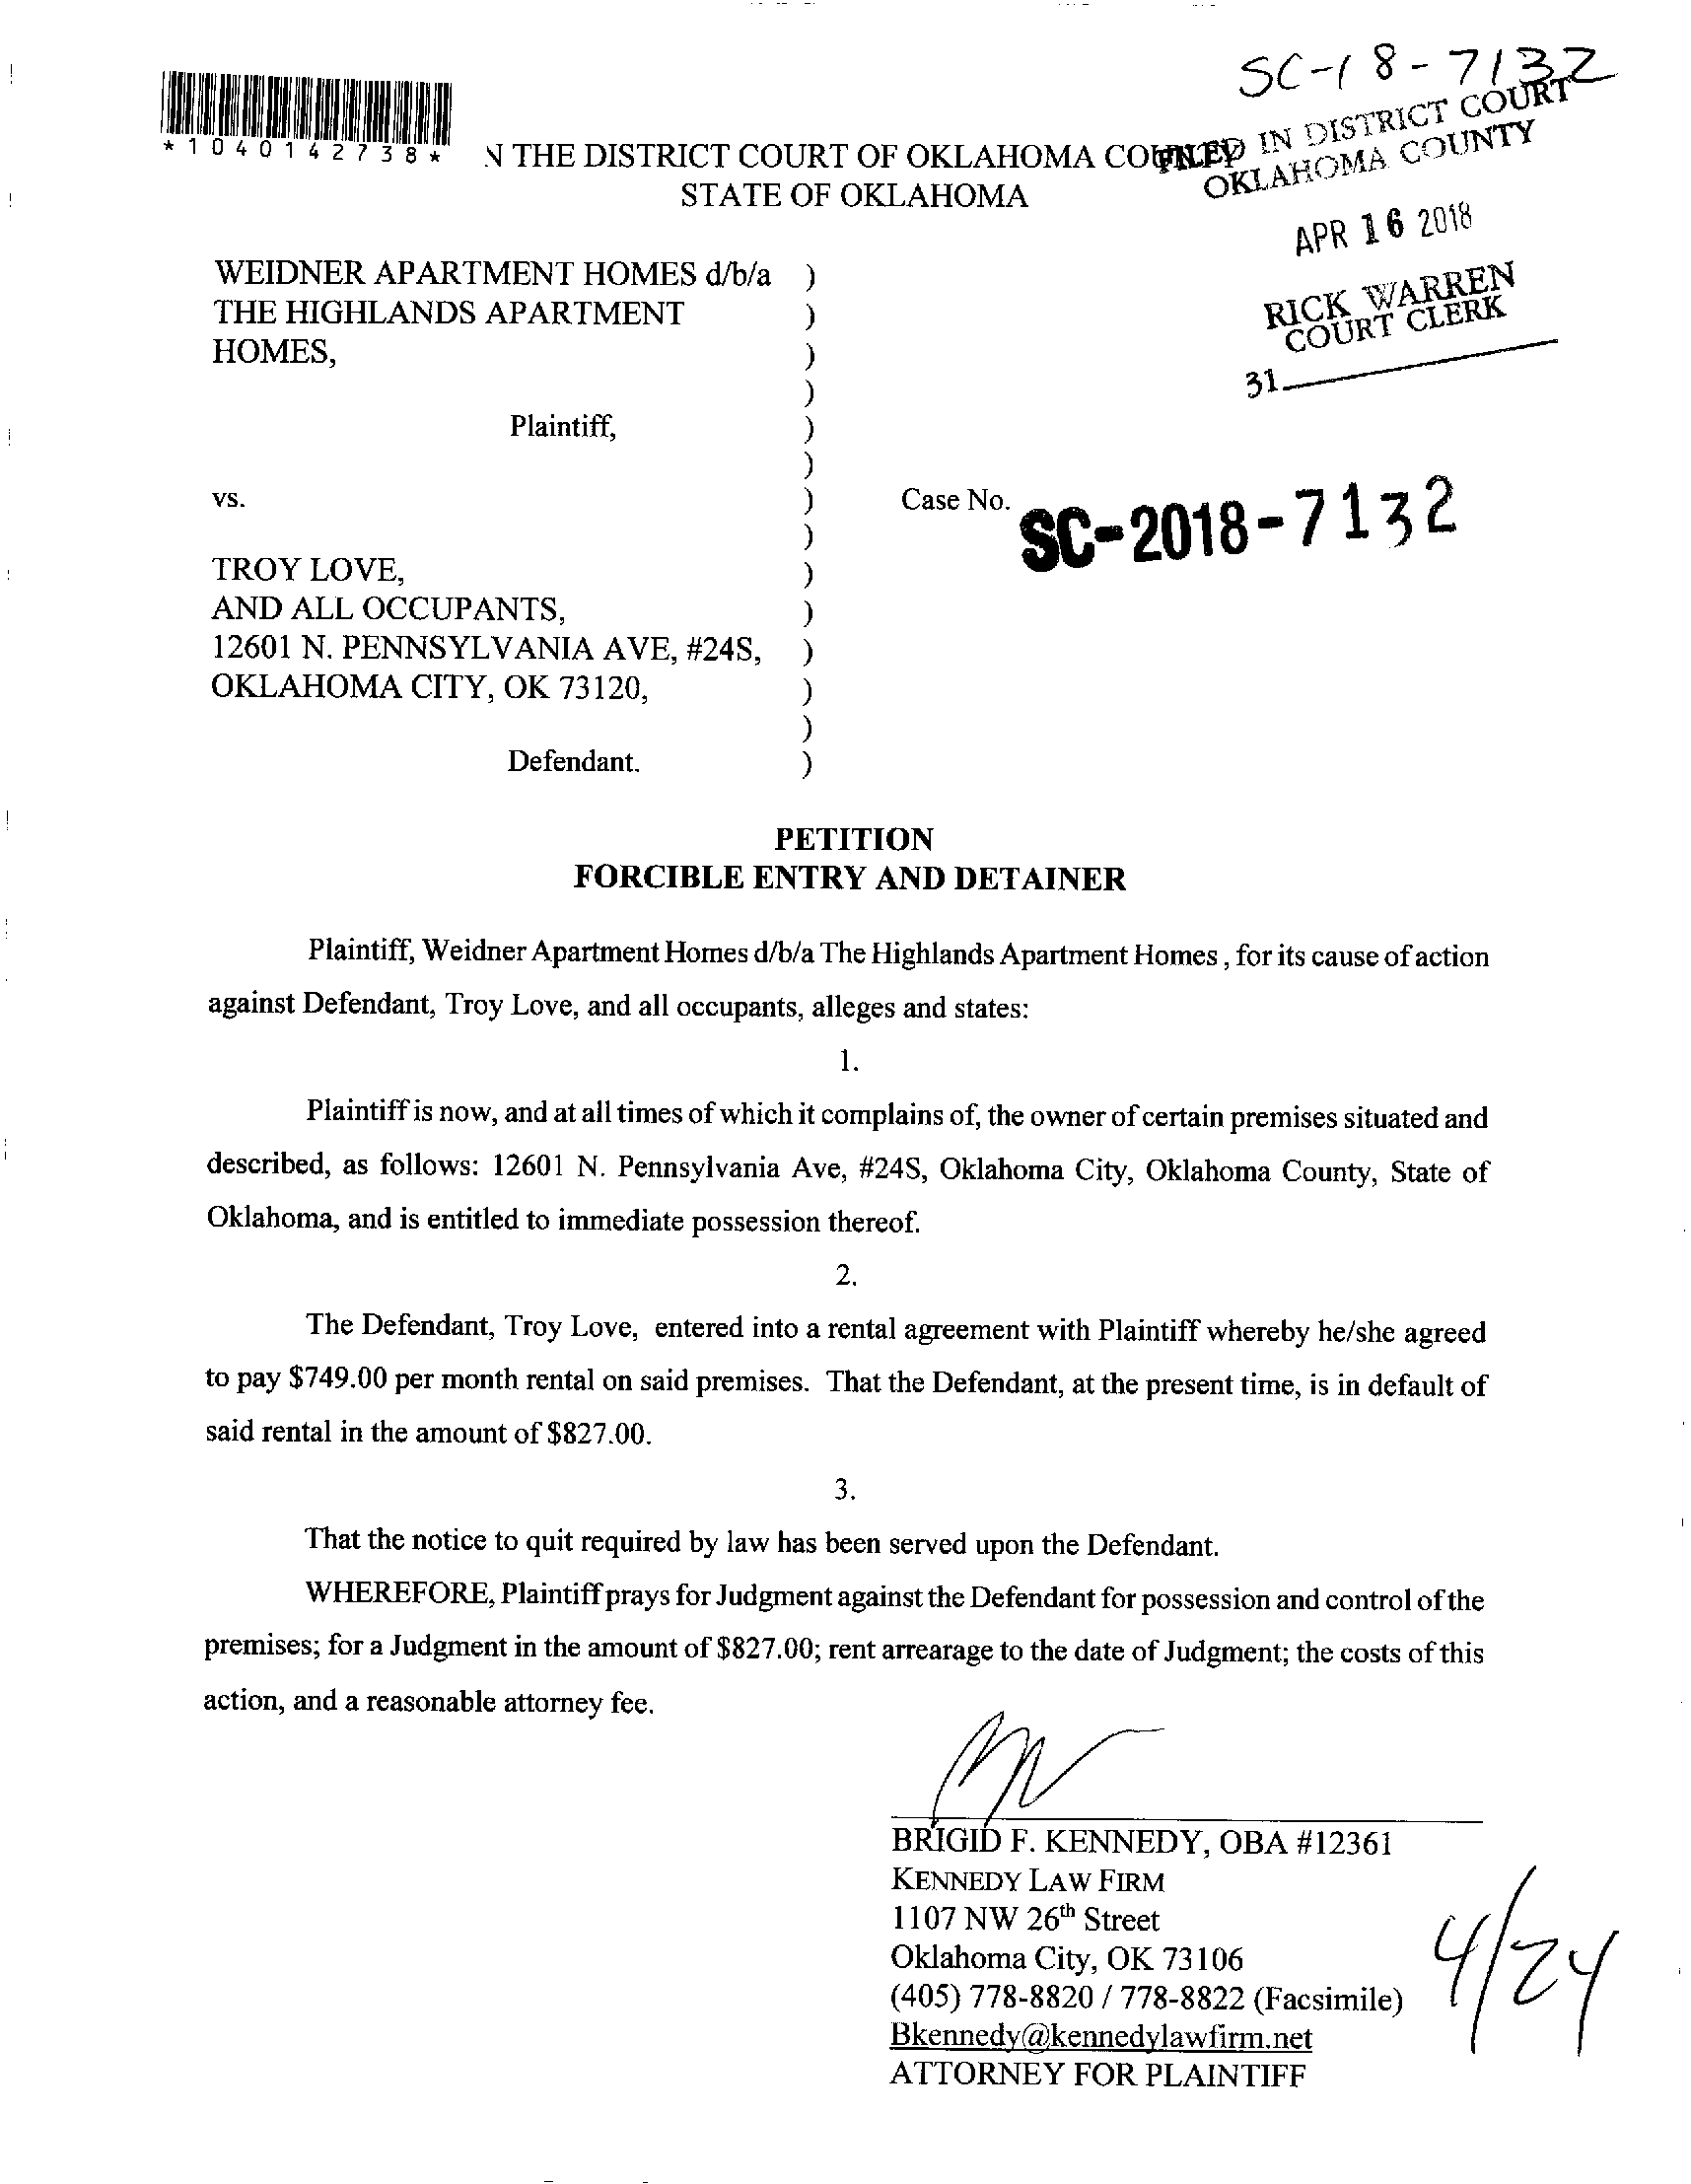 SC-18-7132
*1040142738*
N THE DISTRICT COURT OF OKLAHOMA COUNTY
STATE OF OKLAHOMA
FILED IN DISTRICT COURT
OKLAHOMA COUNTY
APR 16 2018
RICK WARREN
COURT CLERK
31
WEIDNER APARTMENT HOMES d/b/a )
THE HIGHLANDS APARTMENT )
HOMES, )
)
Plaintiff, )
)
vs. ) Case No. SC-2018-7132
)
TROY LOVE, )
AND ALL OCCUPANTS, )
12601 N. PENNSYLVANIA AVE, #24S, )
OKLAHOMA CITY, OK 73120, )
)
Defendant. )
PETITION
FORCIBLE ENTRY AND DETAINER
Plaintiff, Weidner Apartment Homes d/b/a The Highlands Apartment Homes , for its cause of action
against Defendant, Troy Love, and all occupants, alleges and states:
1.
Plaintiff is now, and at all times of which it complains of, the owner of certain premises situated and
described, as follows: 12601 N. Pennsylvania Ave, #24S, Oklahoma City, Oklahoma County, State of
Oklahoma, and is entitled to immediate possession thereof.
2.
The Defendant, Troy Love, entered into a rental agreement with Plaintiff whereby he/she agreed
to pay $749.00 per month rental on said premises. That the Defendant, at the present time, is in default of
said rental in the amount of $827.00.
3.
That the notice to quit required by law has been served upon the Defendant.
WHEREFORE, Plaintiff prays for Judgment against the Defendant for possession and control of the
premises; for a Judgment in the amount of $827.00; rent arrearage to the date of Judgment; the costs of this
action, and a reasonable attorney fee.
BRIGID F. KENNEDY, OBA #12361
KENNEDY LAW FIRM
1107 NW 26th Street
Oklahoma City, OK 73106
(405) 778-8820 / 778-8822 (Facsimile)
Bkennedy@kennedylawfirm.net
ATTORNEY FOR PLAINTIFF
4/24